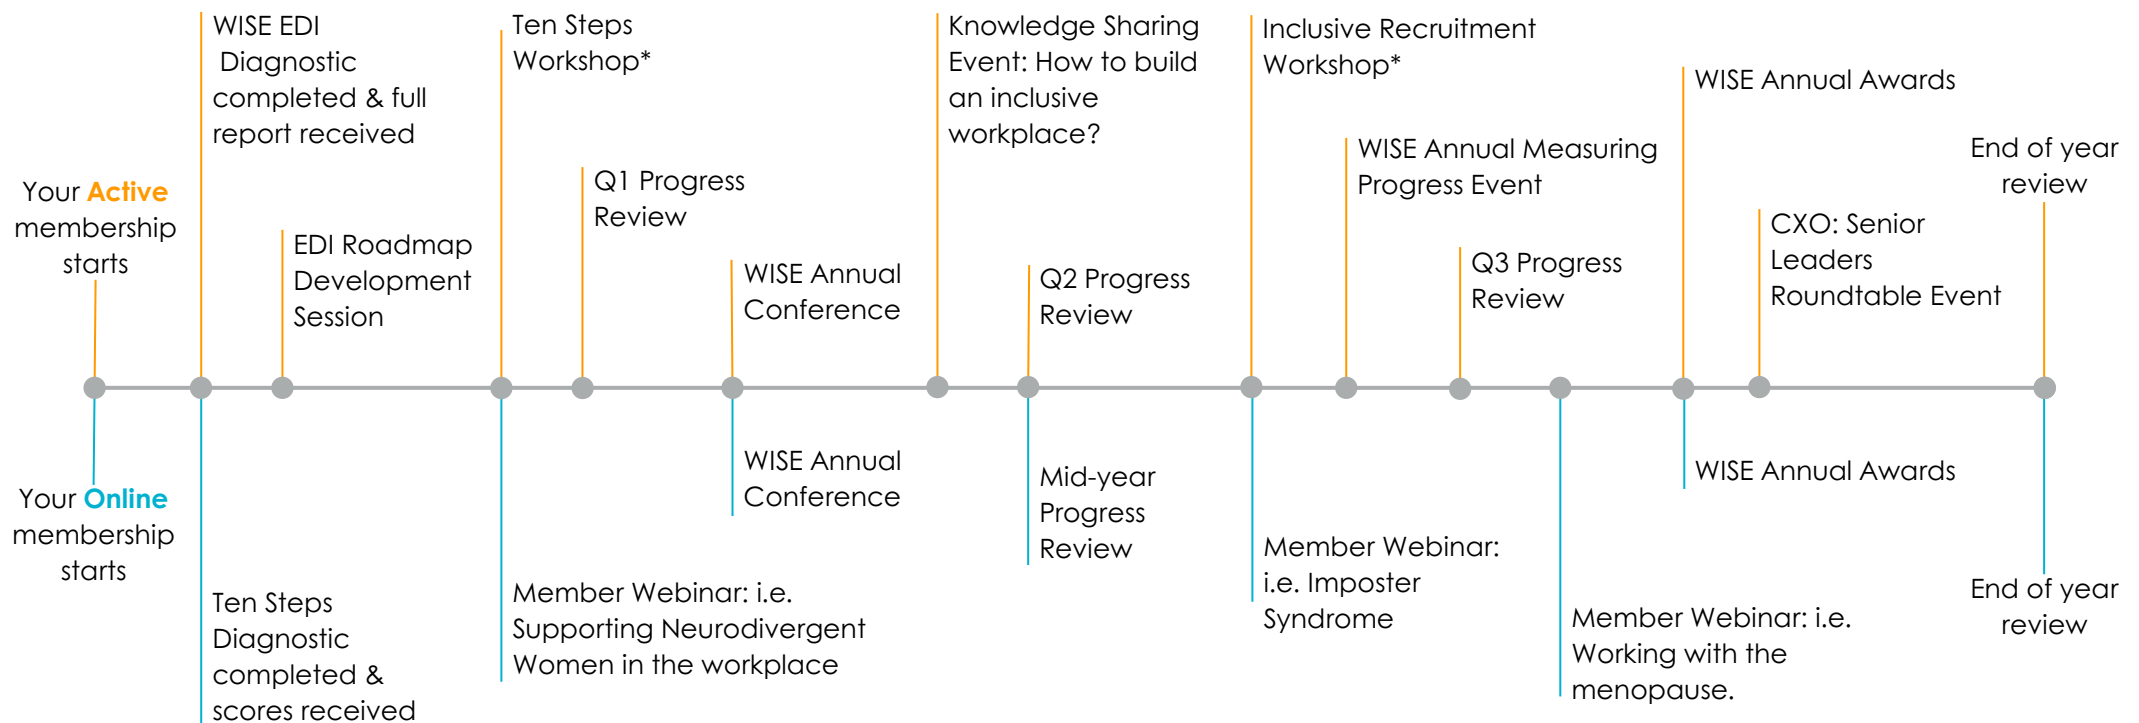 Your Active
membership
starts
WISE EDI
Diagnostic
completed & full
report received
EDI Roadmap
Development
Session
Ten Steps
Workshop*
Q1 Progress
Review
WISE Annual
Conference
Knowledge Sharing
Event: How to build
an inclusive
workplace?
Q2 Progress
Review
Inclusive Recruitment
Workshop*
WISE Annual Measuring
Progress Event
Q3 Progress
Review
WISE Annual Awards
CXO: Senior
Leaders
Roundtable Event
End of year
review
Your Online
membership
starts
Ten Steps
Diagnostic
completed &
scores received
Member Webinar: i.e.
Supporting Neurodivergent
Women in the workplace
WISE Annual
Conference
Mid-year
Progress
Review
Member Webinar:
i.e. Imposter
Syndrome
Member Webinar: i.e.
Working with the
menopause.
WISE Annual Awards
End of year
review